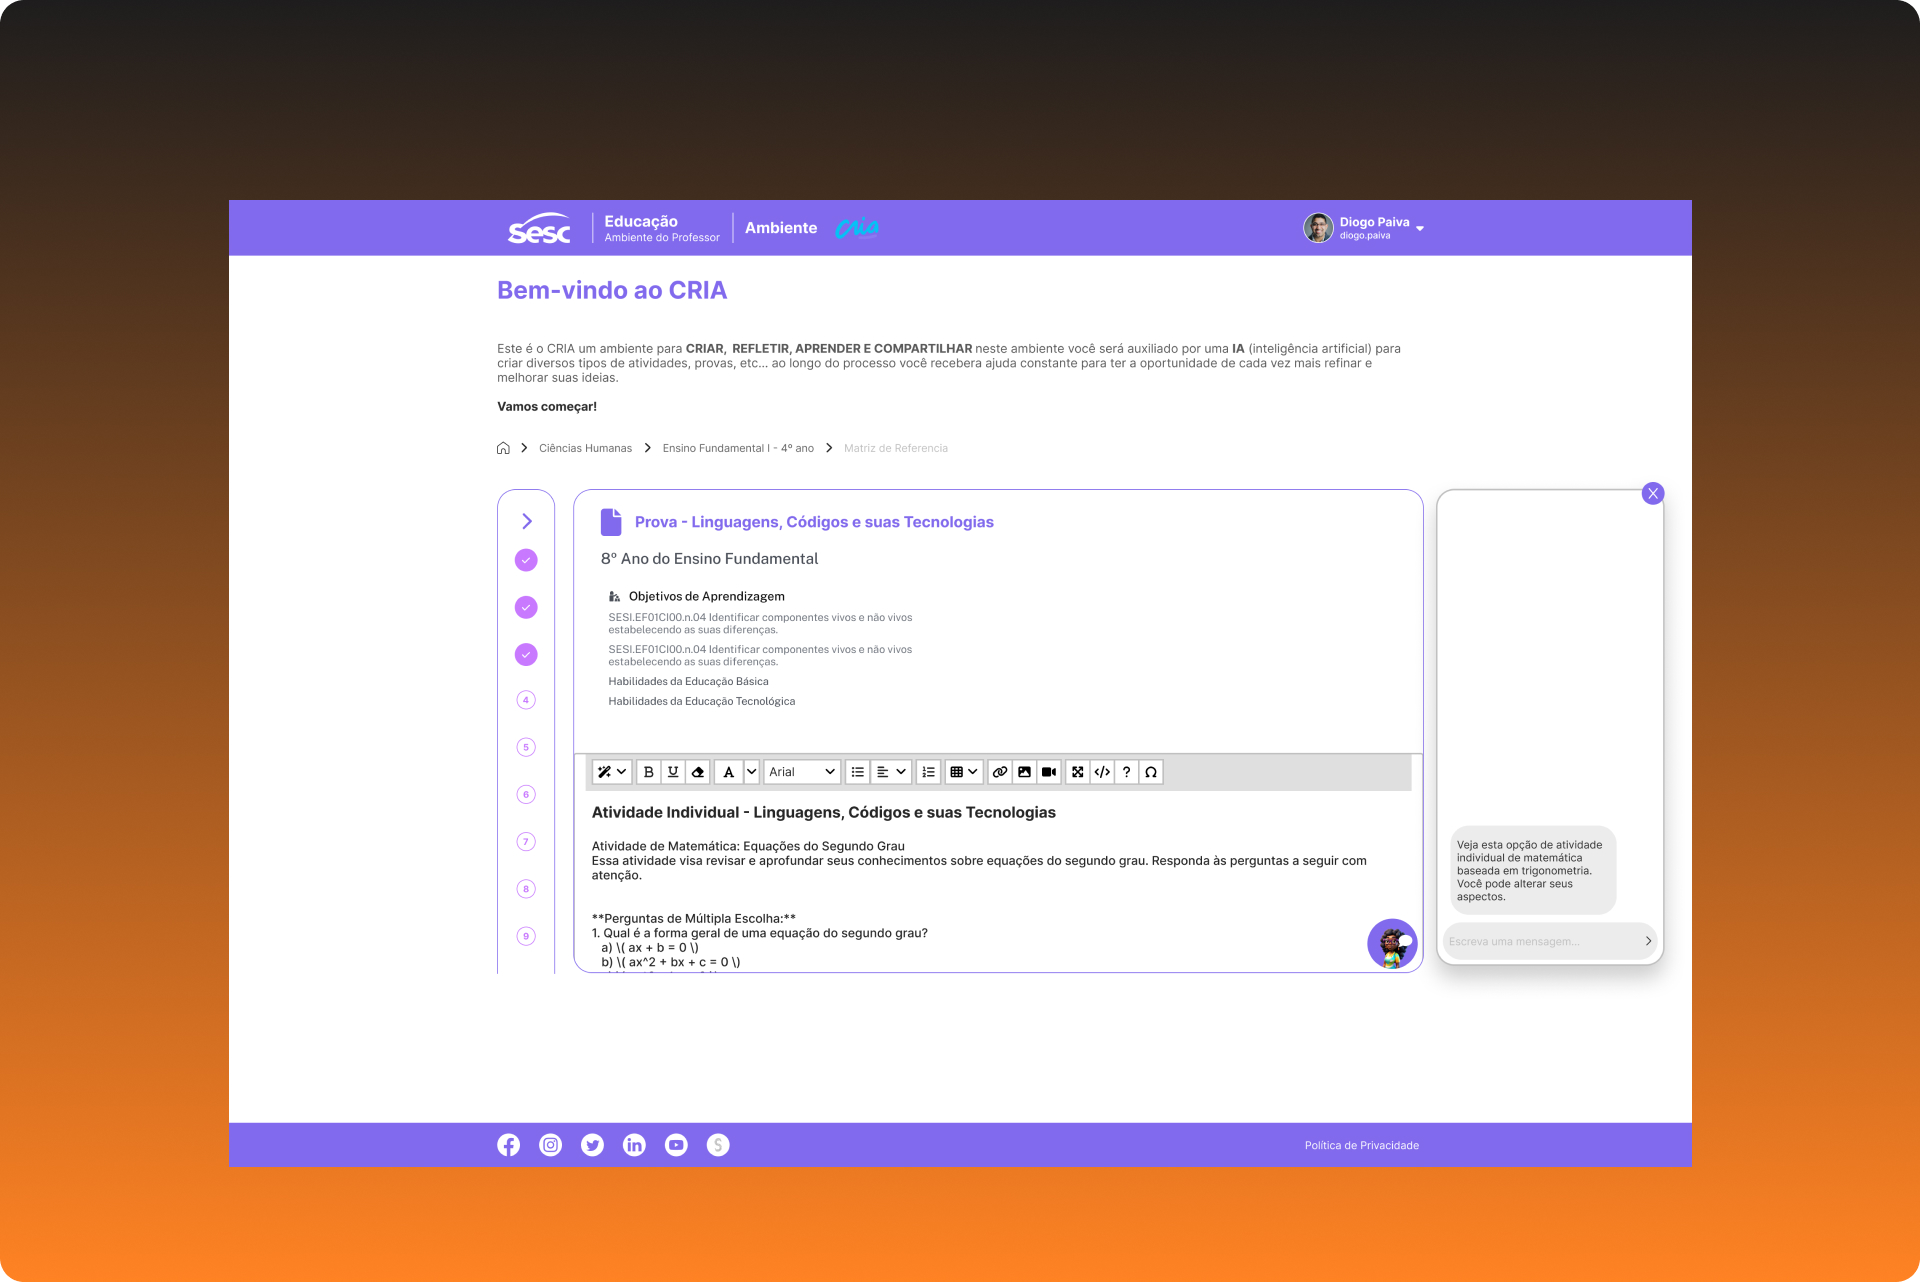 sesc
Educação
Ambiente do Professor
Ambiente
cria
Diogo Paiva
diogo.paiva
Bem-vindo ao CRIA
Este é o CRIA um ambiente para CRIAR, REFLETIR, APRENDER E COMPARTILHAR neste ambiente você será auxiliado por uma IA (inteligência artificial) para
criar diversos tipos de atividades, provas, etc... ao longo do processo você recebera ajuda constante para ter a oportunidade de cada vez mais refinar e
melhorar suas ideias.
Vamos começar!
Ciências Humanas
Ensino Fundamental I - 4º ano
Matriz de Referencia
4
5
6
7
8
9
Prova - Linguagens, Códigos e suas Tecnologias
8º Ano do Ensino Fundamental
Objetivos de Aprendizagem
SESI.EF01CI00.n.04 Identificar componentes vivos e não vivos
estabelecendo as suas diferenças.
SESI.EF01CI00.n.04 Identificar componentes vivos e não vivos
estabelecendo as suas diferenças.
Habilidades da Educação Básica
Habilidades da Educação Tecnológica
B U A Arial </> ? Ω
Atividade Individual - Linguagens, Códigos e suas Tecnologias
Atividade de Matemática: Equações do Segundo Grau
Essa atividade visa revisar e aprofundar seus conhecimentos sobre equações do segundo grau. Responda às perguntas a seguir com
atenção.
**Perguntas de Múltipla Escolha:**
1. Qual é a forma geral de uma equação do segundo grau?
a) \( ax + b = 0 \)
b) \( ax^2 + bx + c = 0 \)
X
Veja esta opção de atividade
individual de matemática
baseada em trigonometria.
Você pode alterar seus
aspectos.
Escreva uma mensagem...
in
S
Política de Privacidade